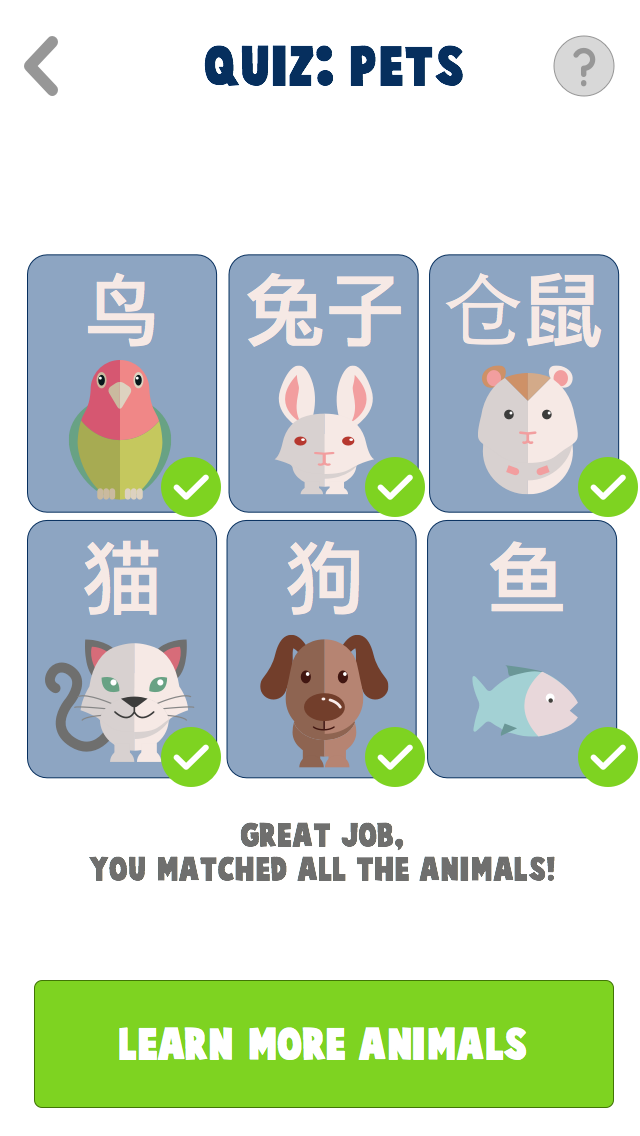 QUIZ: PETS
?
鸟
兔子
仓鼠
猫
狗
鱼
GREAT JOB,
YOU MATCHED ALL THE ANIMALS!
LEARN MORE ANIMALS